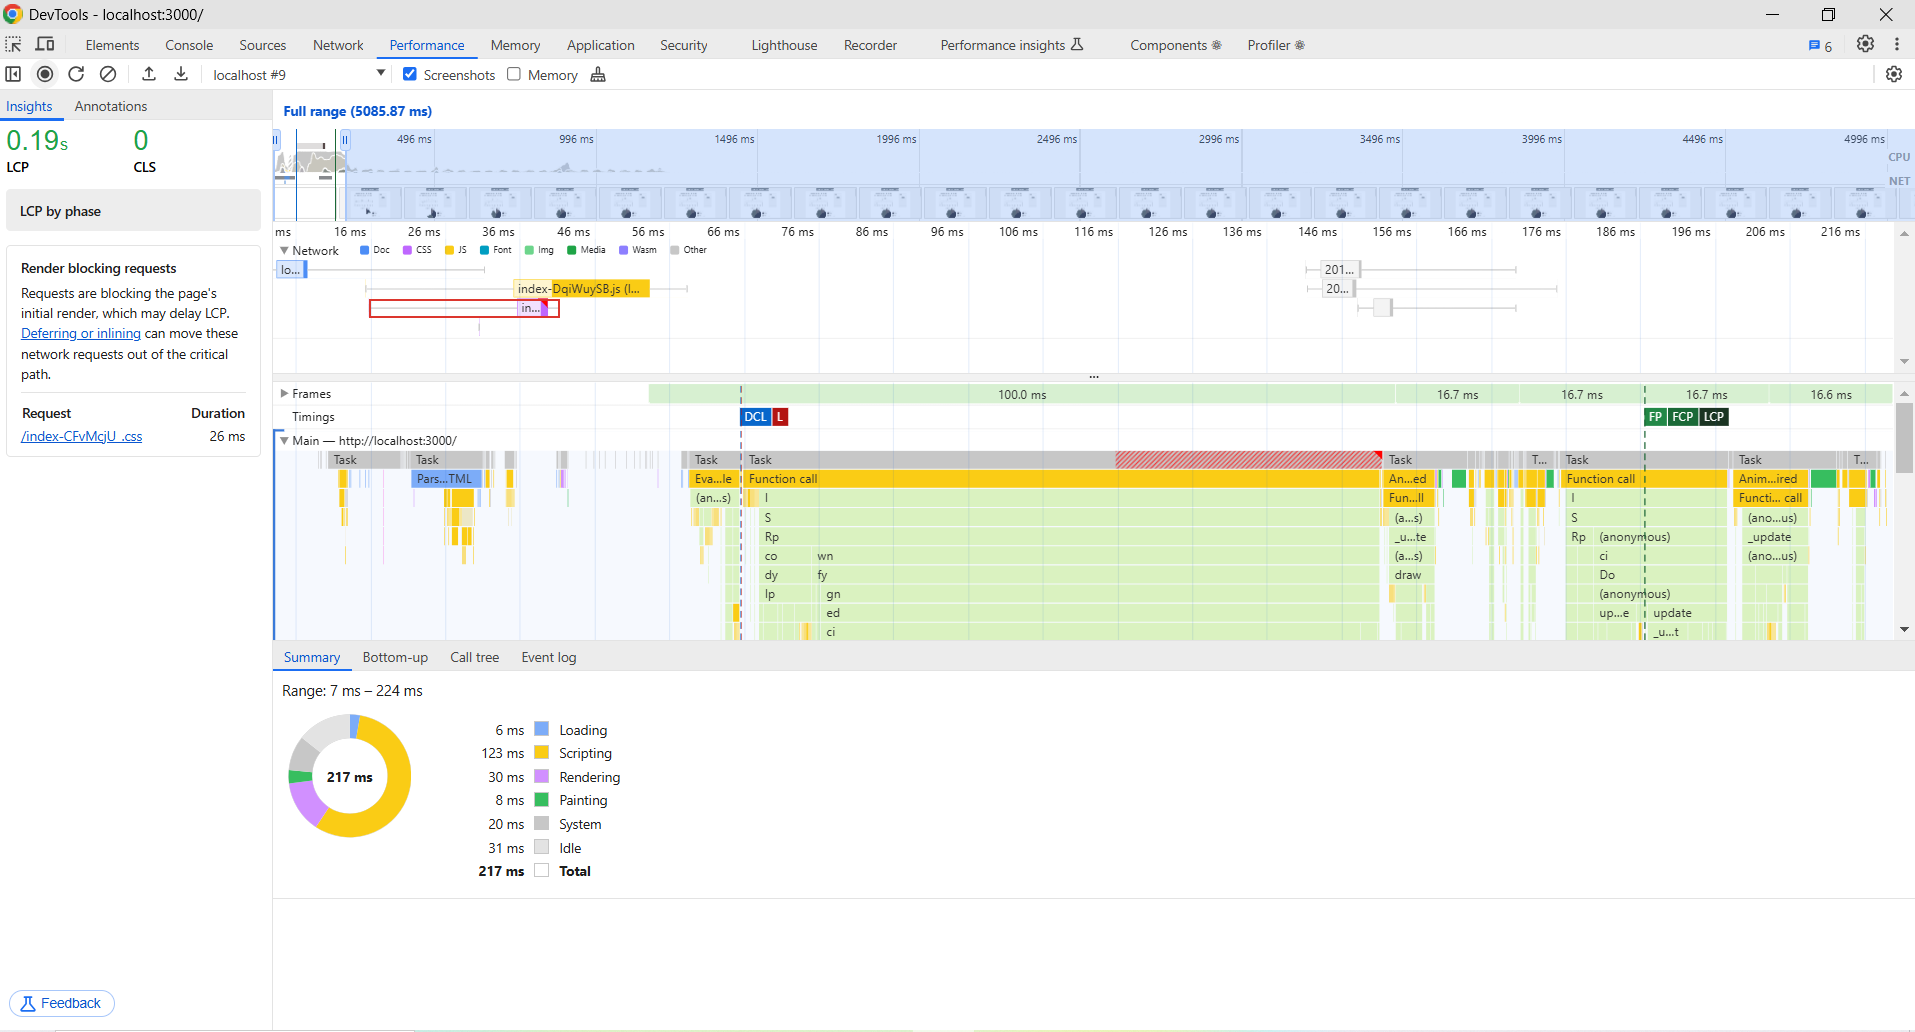 DevTools - localhost:3000/
Elements Console Sources Network Performance Memory Application Security Lighthouse Recorder Performance insights Components ⚛ Profiler ⚛ 6
localhost #9 Screenshots Memory
Insights Annotations
0.19s 0
LCP CLS
LCP by phase
Render blocking requests
Requests are blocking the page's
initial render, which may delay LCP.
Deferring or inlining can move these
network requests out of the critical
path.
Request Duration
/index-CFvMcjU_.css 26 ms
Feedback
Full range (5085.87 ms)
496 ms 996 ms 1496 ms 1996 ms 2496 ms 2996 ms 3496 ms 3996 ms 4496 ms 4996 ms
CPU
NET
ms 16 ms 26 ms 36 ms 46 ms 56 ms 66 ms 76 ms 86 ms 96 ms 106 ms 116 ms 126 ms 136 ms 146 ms 156 ms 166 ms 176 ms 186 ms 196 ms 206 ms 216 ms
Network Doc CSS JS Font Img Media Wasm Other
lo... 201...
index-DqiWuySB.js (l... 20...
in...
Frames 100.0 ms 16.7 ms 16.7 ms 16.7 ms 16.6 ms
Timings DCL L FP FCP LCP
Main — http://localhost:3000/
Task Task Task Task Task T... Task Task T...
Pars...TML Eva...le Function call An...ed Function call Anim...ired
(an...s) l Fun...ll l Functi... call
S (a...s) S (ano...us)
Rp _u...te Rp (anonymous) _update
co wn (a...s) ci (ano...us)
dy fy draw Do
lp gn (anonymous)
ed up...e update
ci _u...t
Summary Bottom-up Call tree Event log
Range: 7 ms – 224 ms
217 ms
6 ms Loading
123 ms Scripting
30 ms Rendering
8 ms Painting
20 ms System
31 ms Idle
217 ms Total